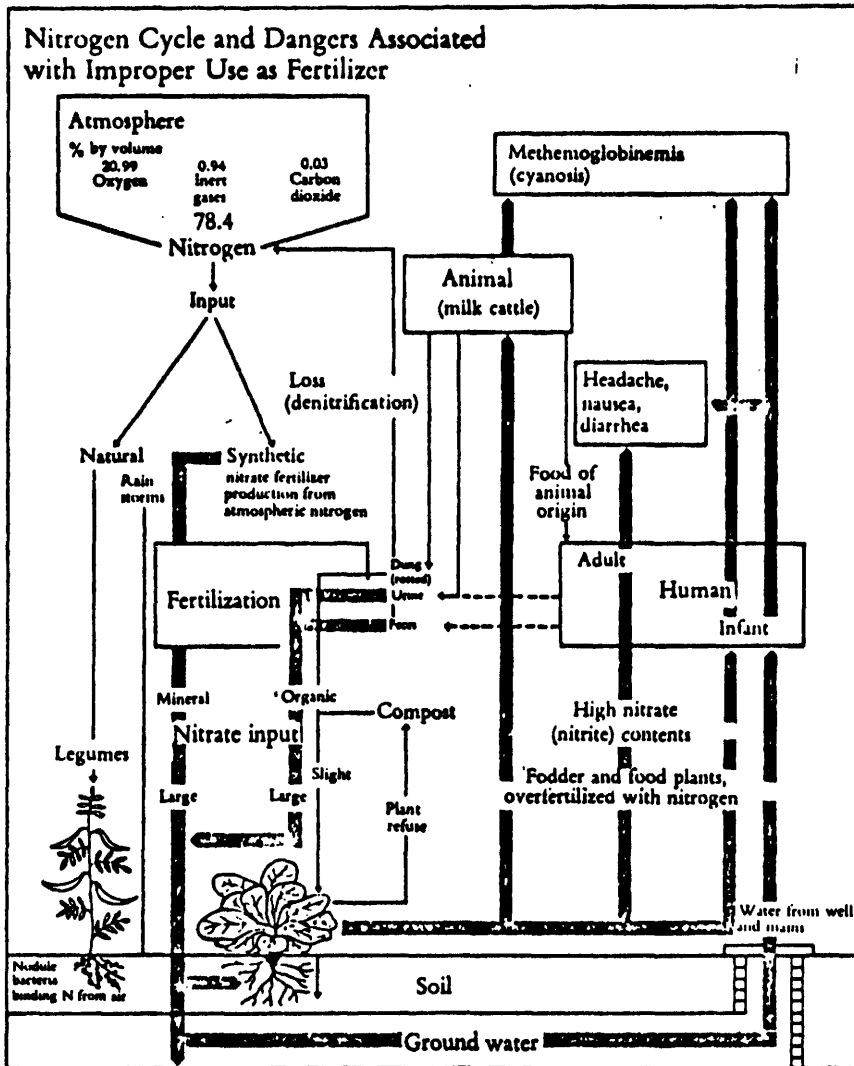 Nitrogen Cycle and Dangers Associated
with Improper Use as Fertilizer
Atmosphere
% by volume
20.99
Oxygen
0.94
Inert
gases
0.03
Carbon
dioxide
78.4
Nitrogen
Input
Methemoglobinemia
(cyanosis)
Animal
(milk cattle)
Loss
(denitrification)
Headache,
nausea,
diarrhea
Natural
Rain
storms
Synthetic
nitrate fertilizer
production from
atmospheric nitrogen
Food of
animal
origin
Fertilization
Dung
(rotted)
Urine
Feces
Adult
Human
Infant
Mineral
Organic
Nitrate input
Compost
High nitrate
(nitrite) contents
Legumes
Slight
Large
Large
Plant
refuse
Fodder and food plants,
overfertilized with nitrogen
Water from well
and mains
Nodule
bacteria
binding N from air
Soil
Ground water